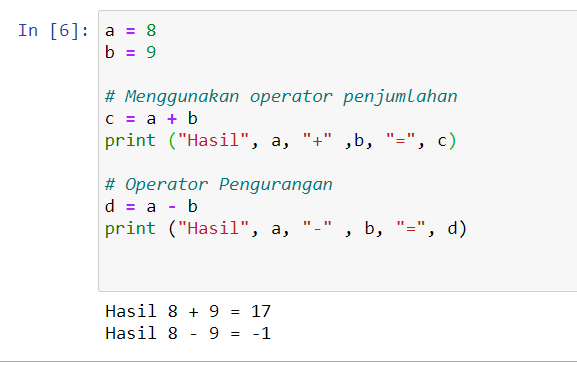 In [6]: a = 8
b = 9
# Menggunakan operator penjumlahan
c = a + b
print ("Hasil", a, "+" ,b, "=", c)
# Operator Pengurangan
d = a - b
print ("Hasil", a, "-" , b, "=", d)
Hasil 8 + 9 = 17
Hasil 8 - 9 = -1